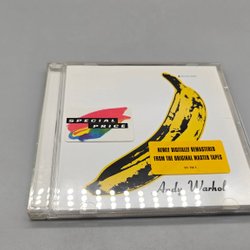 SPECIAL
PRICE
NEWLY DIGITALLY REMASTERED
FROM THE ORIGINAL MASTER TAPES
Andy Warhol